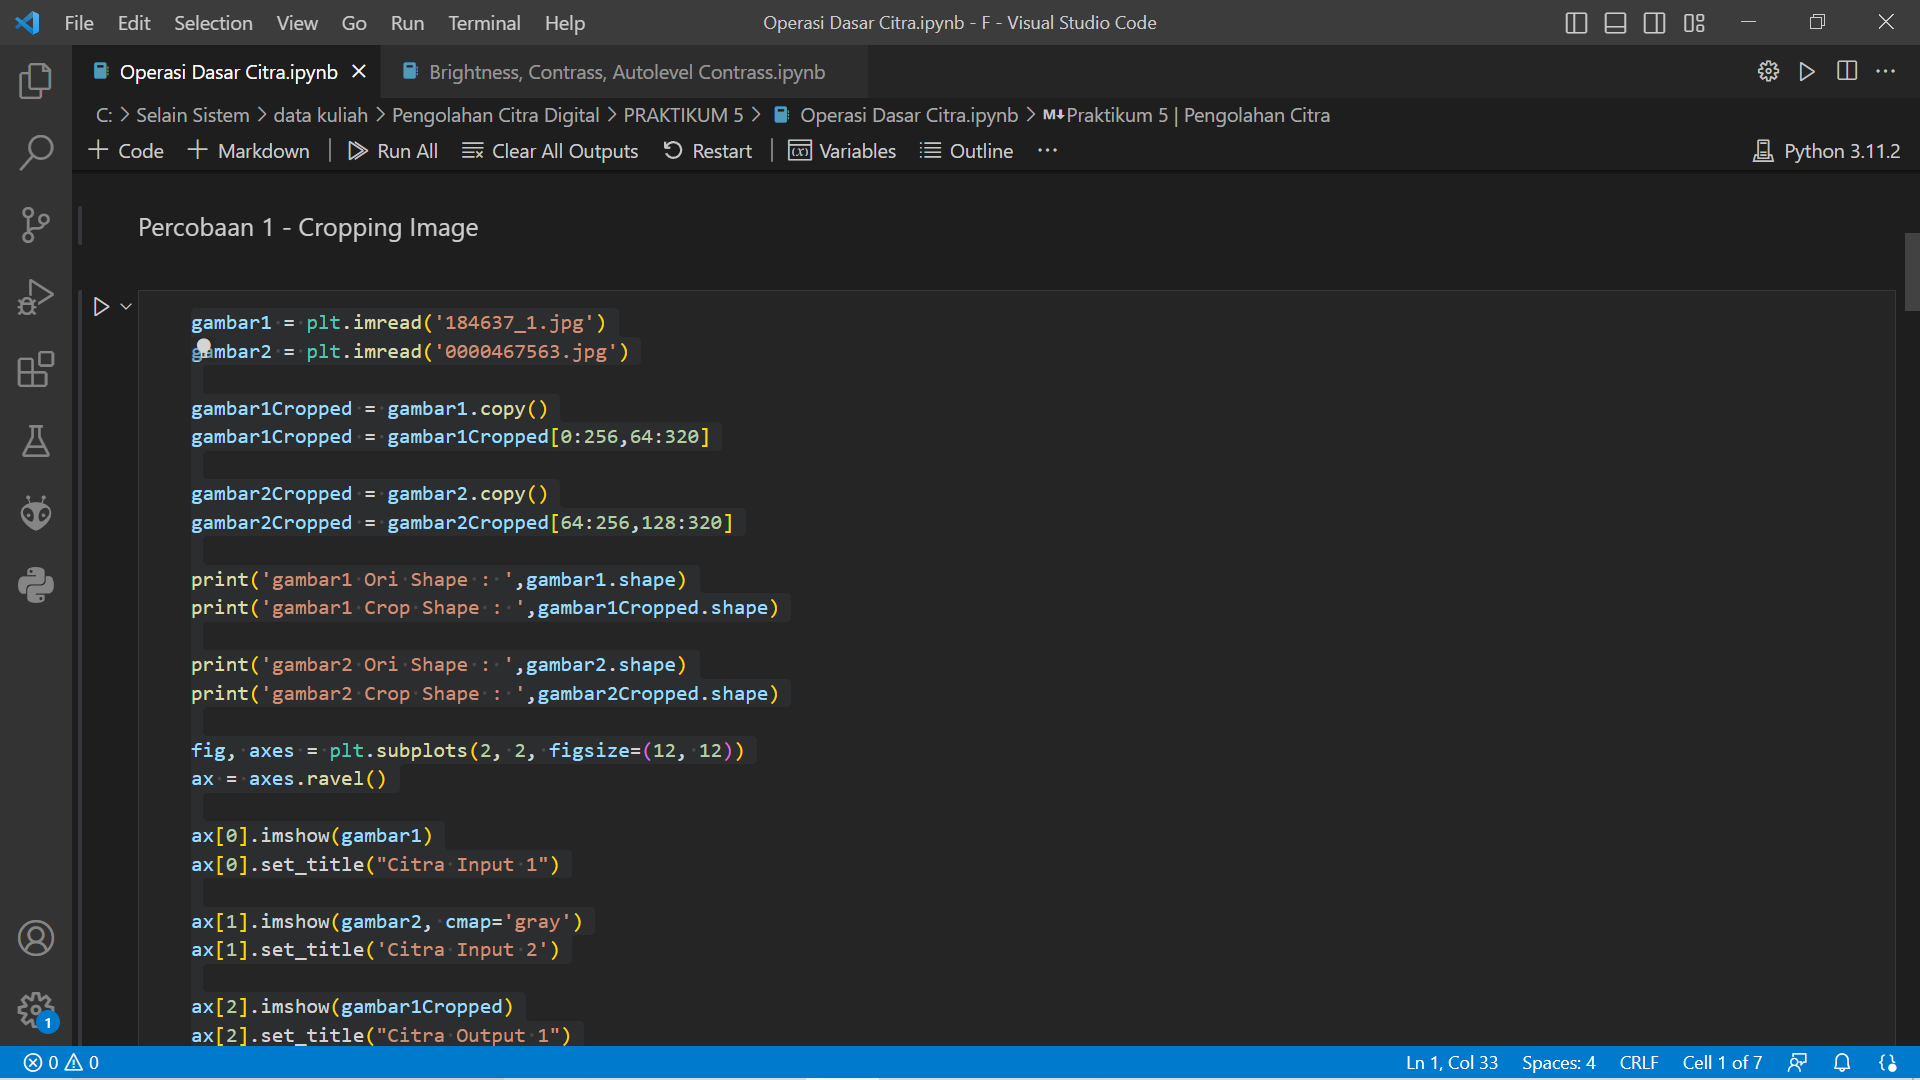 File Edit Selection View Go Run Terminal Help Operasi Dasar Citra.ipynb - F - Visual Studio Code
Operasi Dasar Citra.ipynb Brightness, Contrass, Autolevel Contrass.ipynb
C: > Selain Sistem > data kuliah > Pengolahan Citra Digital > PRAKTIKUM 5 > Operasi Dasar Citra.ipynb > M↓Praktikum 5 | Pengolahan Citra
+ Code + Markdown Run All Clear All Outputs Restart Variables Outline ... Python 3.11.2
Percobaan 1 - Cropping Image
gambar1 = plt.imread('184637_1.jpg')
gambar2 = plt.imread('0000467563.jpg')
gambar1Cropped = gambar1.copy()
gambar1Cropped = gambar1Cropped[0:256,64:320]
gambar2Cropped = gambar2.copy()
gambar2Cropped = gambar2Cropped[64:256,128:320]
print('gambar1 Ori Shape : ',gambar1.shape)
print('gambar1 Crop Shape : ',gambar1Cropped.shape)
print('gambar2 Ori Shape : ',gambar2.shape)
print('gambar2 Crop Shape : ',gambar2Cropped.shape)
fig, axes = plt.subplots(2, 2, figsize=(12, 12))
ax = axes.ravel()
ax[0].imshow(gambar1)
ax[0].set_title("Citra Input 1")
ax[1].imshow(gambar2, cmap='gray')
ax[1].set_title('Citra Input 2')
ax[2].imshow(gambar1Cropped)
ax[2].set_title("Citra Output 1")
1
0 0 Ln 1, Col 33 Spaces: 4 CRLF Cell 1 of 7